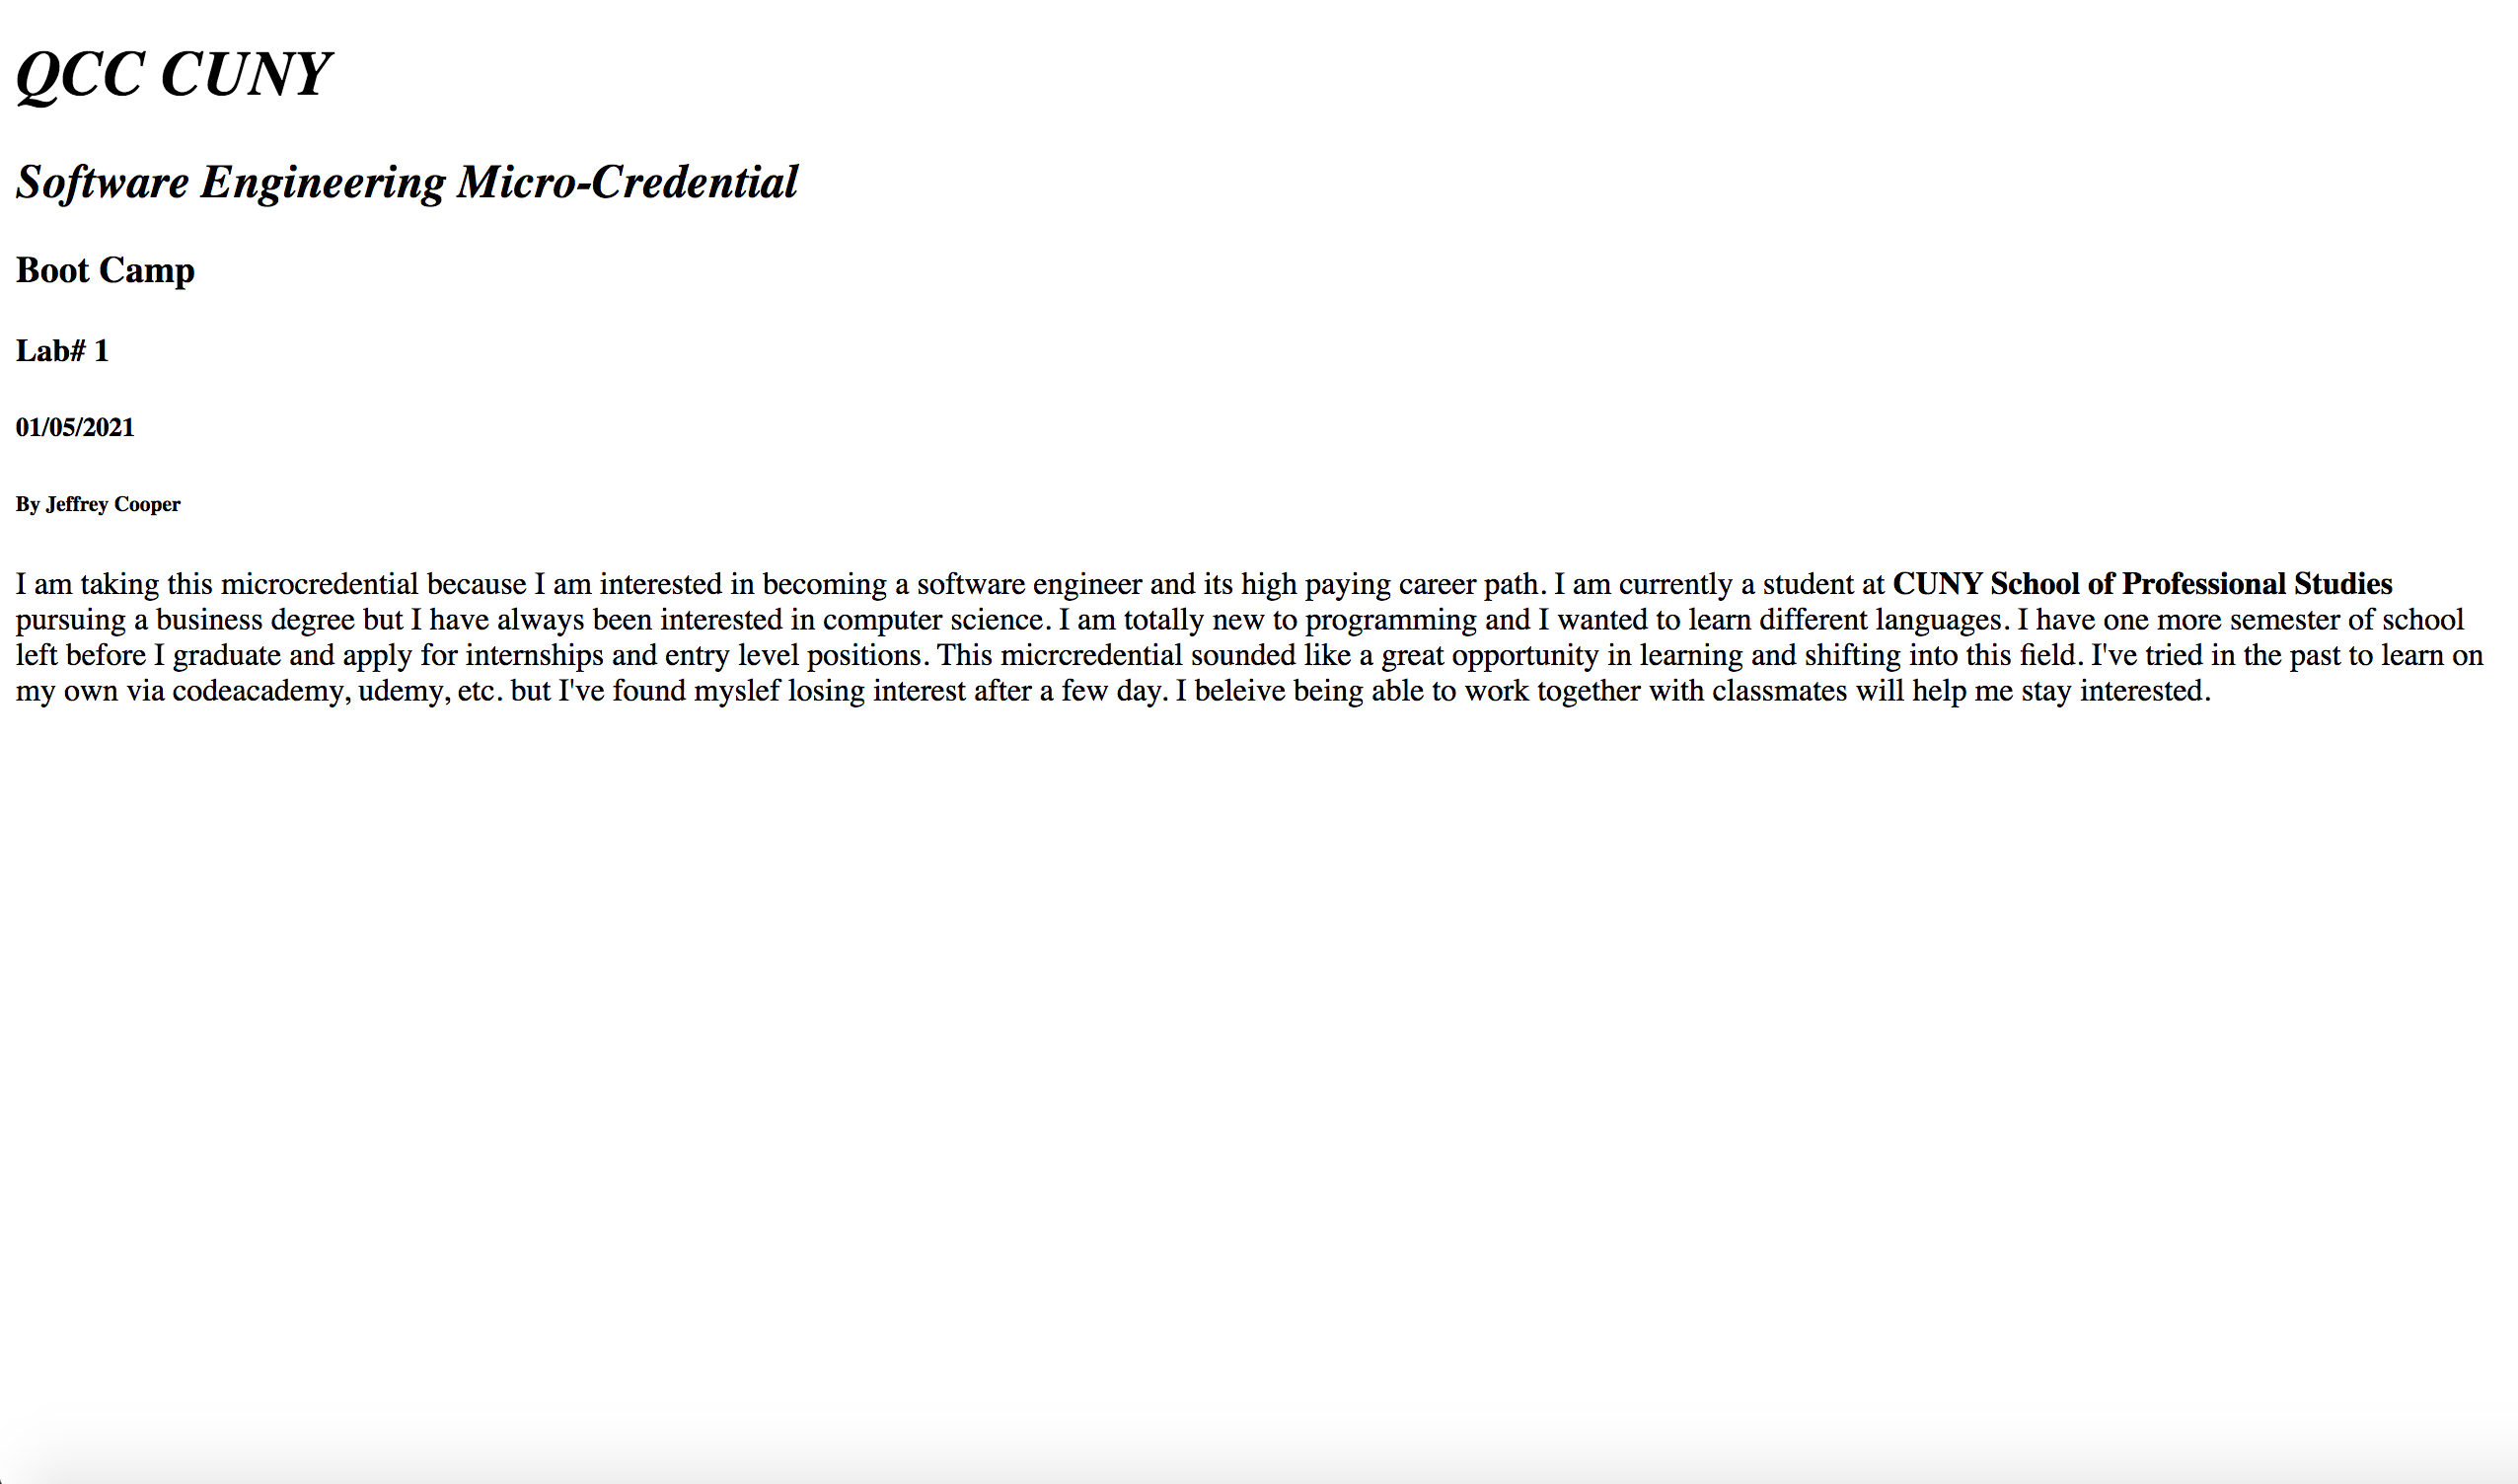 QCC CUNY
Software Engineering Micro-Credential
Boot Camp
Lab# 1
01/05/2021
By Jeffrey Cooper
I am taking this microcredential because I am interested in becoming a software engineer and its high paying career path. I am currently a student at CUNY School of Professional Studies
pursuing a business degree but I have always been interested in computer science. I am totally new to programming and I wanted to learn different languages. I have one more semester of school
left before I graduate and apply for internships and entry level positions. This micrcredential sounded like a great opportunity in learning and shifting into this field. I've tried in the past to learn on
my own via codeacademy, udemy, etc. but I've found myslef losing interest after a few day. I beleive being able to work together with classmates will help me stay interested.